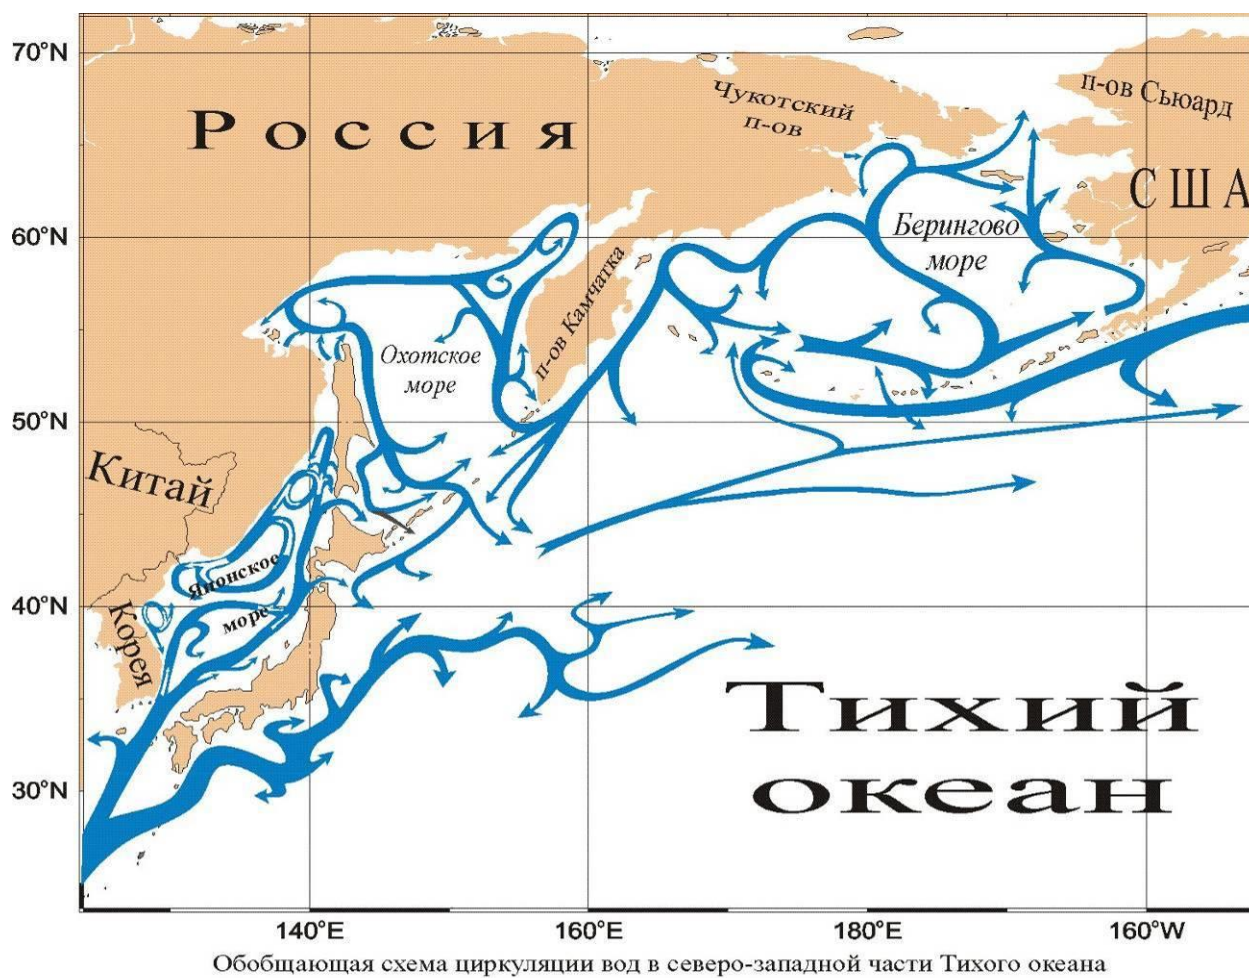 70°N
Чукотский
п-ов
п-ов Сьюард
Россия
США
60°N
Берингово
море
п-ов Камчатка
Охотское
море
50°N
Китай
Японское
море
40°N
Корея
Тихий
океан
30°N
140°E
160°E
180°E
160°W
Обобщающая схема циркуляции вод в северо-западной части Тихого океана